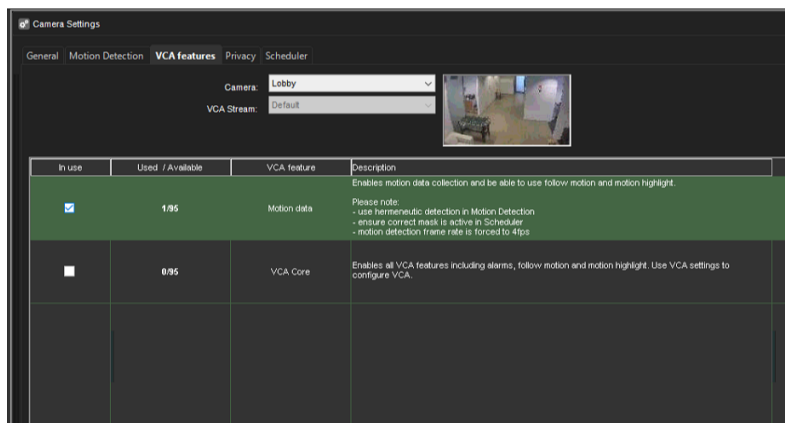 Camera Settings
General Motion Detection VCA features Privacy Scheduler
Camera: Lobby
VCA Stream: Default
In use Used / Available VCA feature Description
Enables motion data collection and be able to use follow motion and motion highlight.
1/95 Motion data Please note:
- use hermeneutic detection in Motion Detection
- ensure correct mask is active in Scheduler
- motion detection frame rate is forced to 4fps
0/95 VCA Core Enables all VCA features including alarms, follow motion and motion highlight. Use VCA settings to
configure VCA.